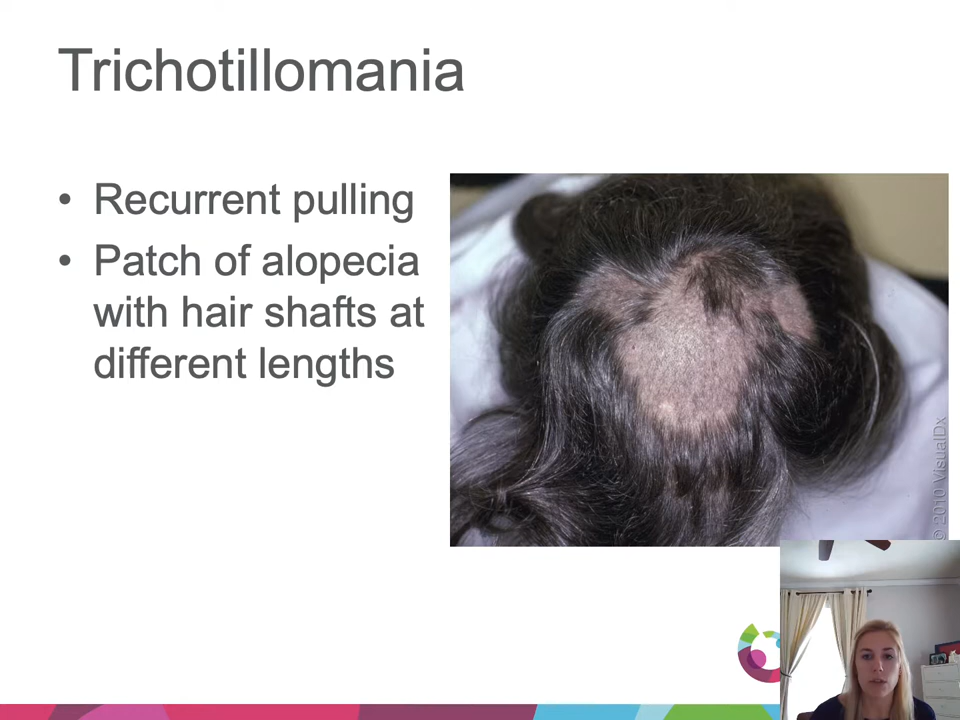 Trichotillomania
• Recurrent pulling
• Patch of alopecia
with hair shafts at
different lengths
© 2010 VisualDx